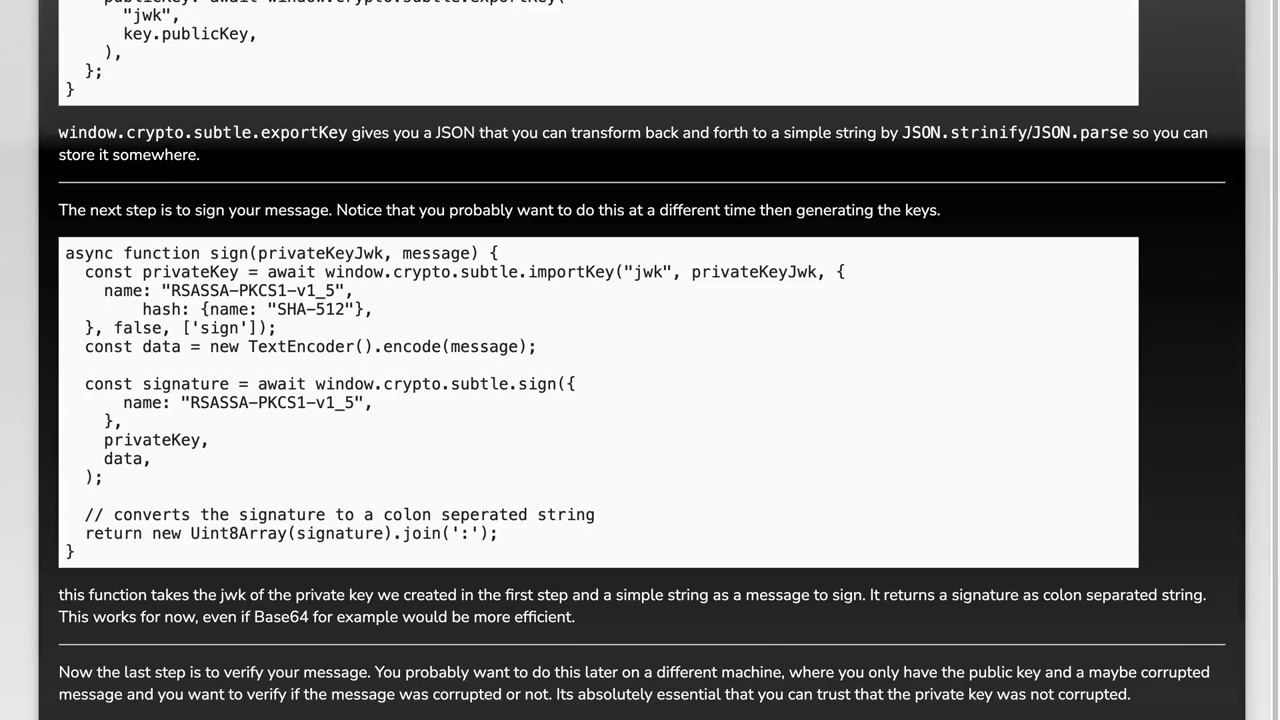 publicKey: await window.crypto.subtle.exportKey(
"jwk",
key.publicKey,
),
};
}
window.crypto.subtle.exportKey gives you a JSON that you can transform back and forth to a simple string by JSON.strinify/JSON.parse so you can
store it somewhere.
The next step is to sign your message. Notice that you probably want to do this at a different time then generating the keys.
async function sign(privateKeyJwk, message) {
const privateKey = await window.crypto.subtle.importKey("jwk", privateKeyJwk, {
name: "RSASSA-PKCS1-v1_5",
hash: {name: "SHA-512"},
}, false, ['sign']);
const data = new TextEncoder().encode(message);
const signature = await window.crypto.subtle.sign({
name: "RSASSA-PKCS1-v1_5",
},
privateKey,
data,
);
// converts the signature to a colon seperated string
return new Uint8Array(signature).join(':');
}
this function takes the jwk of the private key we created in the first step and a simple string as a message to sign. It returns a signature as colon separated string.
This works for now, even if Base64 for example would be more efficient.
Now the last step is to verify your message. You probably want to do this later on a different machine, where you only have the public key and a maybe corrupted
message and you want to verify if the message was corrupted or not. Its absolutely essential that you can trust that the private key was not corrupted.